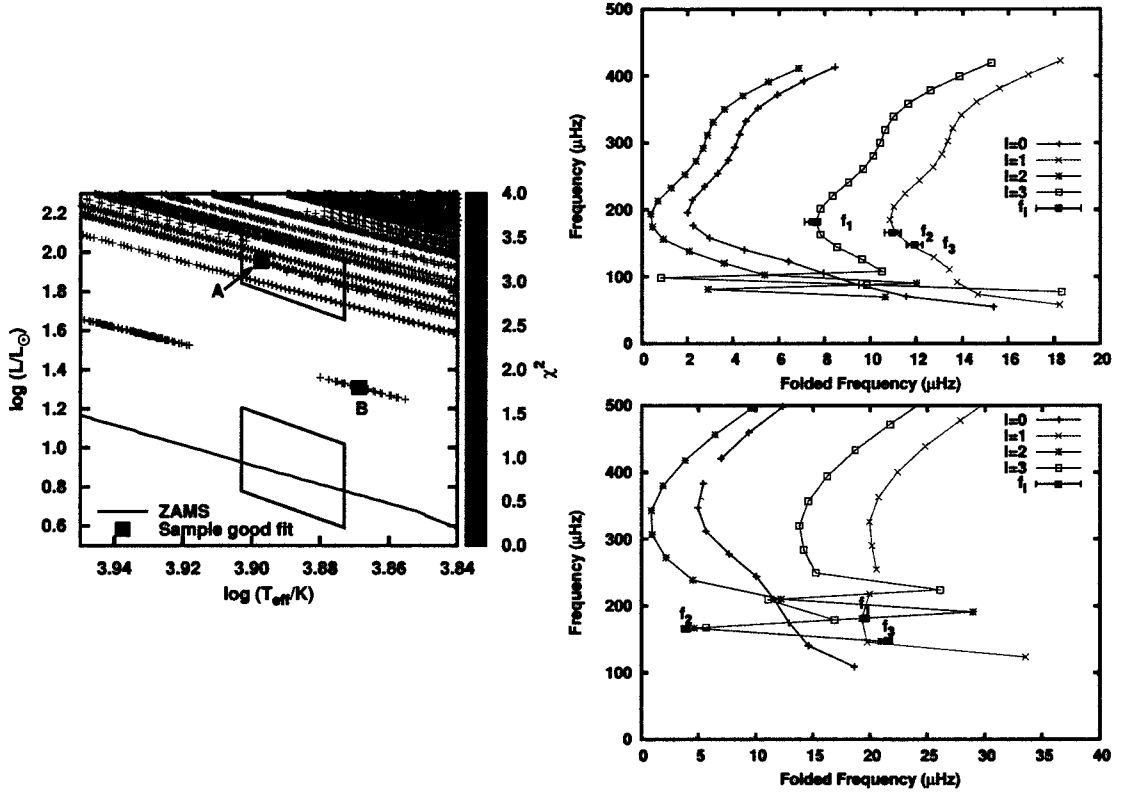 log (L/L⊙)
2.2
2.0
1.8
1.6
1.4
1.2
1.0
0.8
0.6
A
B
ZAMS
Sample good fit
3.94
3.92
3.90
3.88
3.86
3.84
log (Teff/K)
4.0
3.5
3.0
2.5
2.0
1.5
1.0
0.5
0.0
χ²
Frequency (μHz)
500
400
300
200
100
0
l=0
l=1
l=2
l=3
fi
f1
f2
f3
0
2
4
6
8
10
12
14
16
18
20
Folded Frequency (μHz)
Frequency (μHz)
500
400
300
200
100
0
l=0
l=1
l=2
l=3
fi
f2
f3
0
5
10
15
20
25
30
35
40
Folded Frequency (μHz)